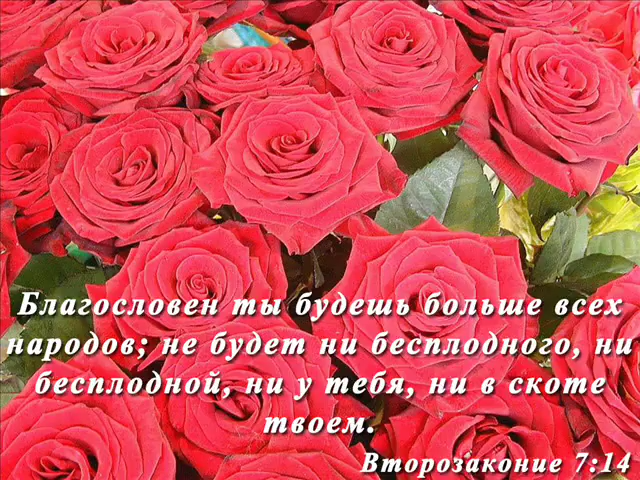 Благословен ты будешь больше всех
народов; не будет ни бесплодного, ни
бесплодной, ни у тебя, ни в скоте
твоем.
Второзаконие 7:14